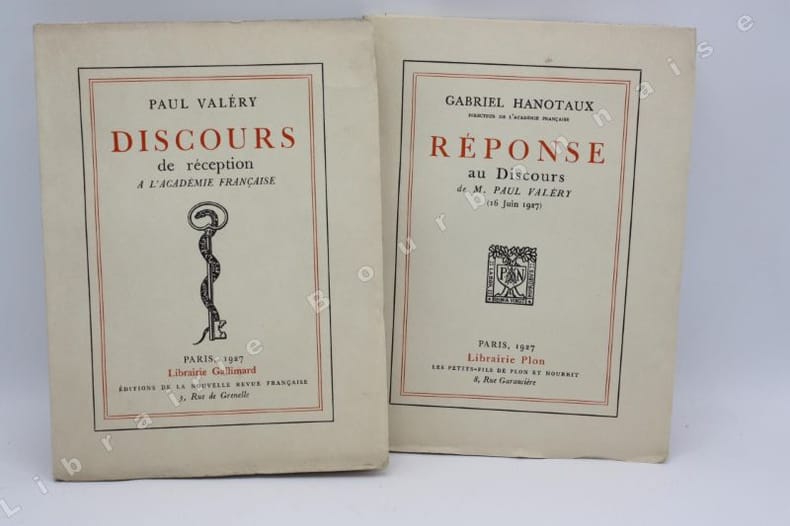 PAUL VALÉRY
DISCOURS
de réception
A L'ACADÉMIE FRANÇAISE
PARIS, 1927
Librairie Gallimard
ÉDITIONS DE LA NOUVELLE REVUE FRANÇAISE
3, Rue de Grenelle
GABRIEL HANOTAUX
DIRECTEUR DE L'ACADÉMIE FRANÇAISE
RÉPONSE
au Discours
de M. PAUL VALÉRY
(16 Juin 1927)
PLON
PARIS, 1927
Librairie Plon
LES PETITS-FILS DE PLON ET NOURRIT
8, Rue Garancière
Librairie Bourbonnaise